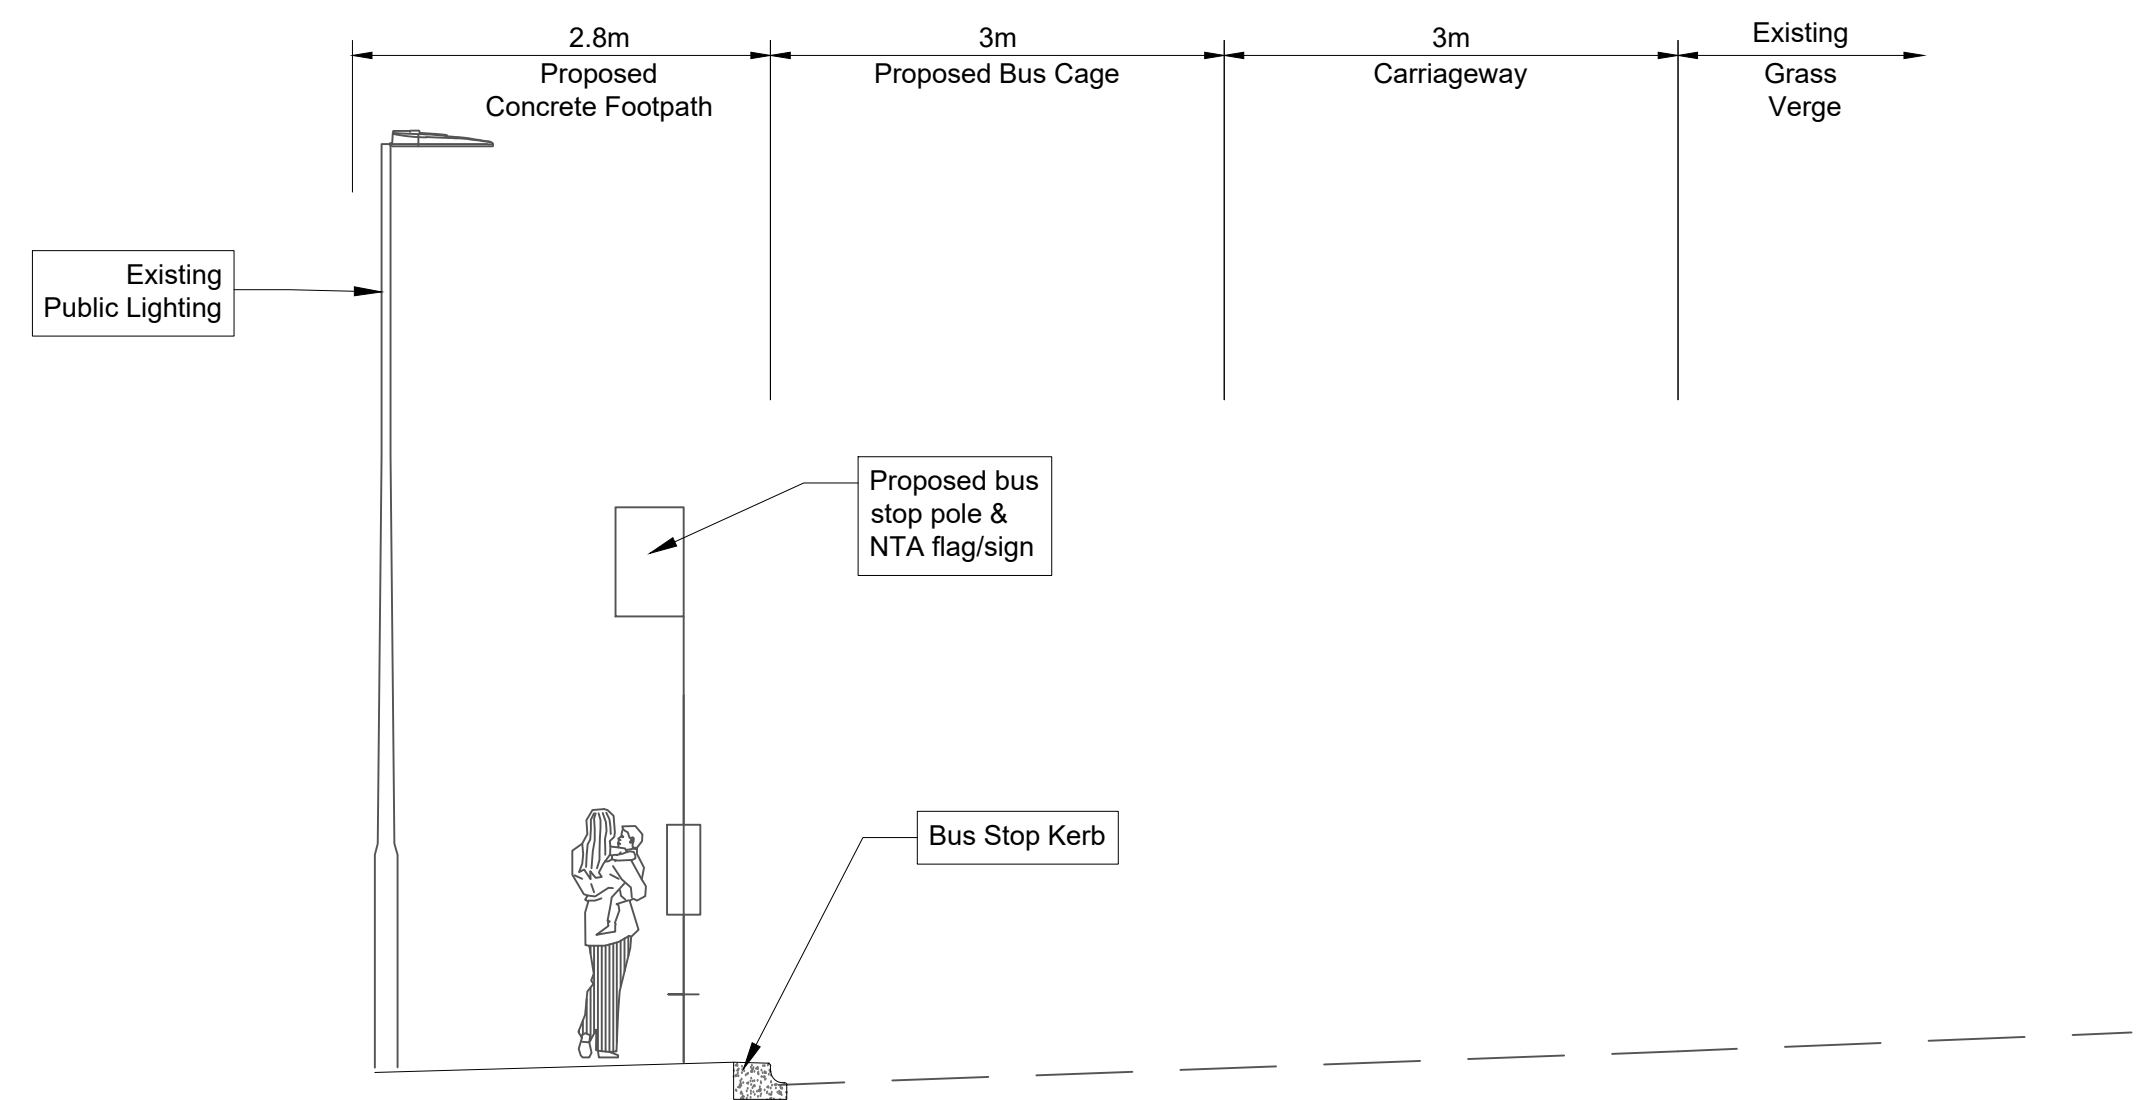 2.8m
Proposed
Concrete Footpath
3m
Proposed Bus Cage
3m
Carriageway
Existing
Grass
Verge
Existing
Public Lighting
Proposed bus
stop pole &
NTA flag/sign
Bus Stop Kerb